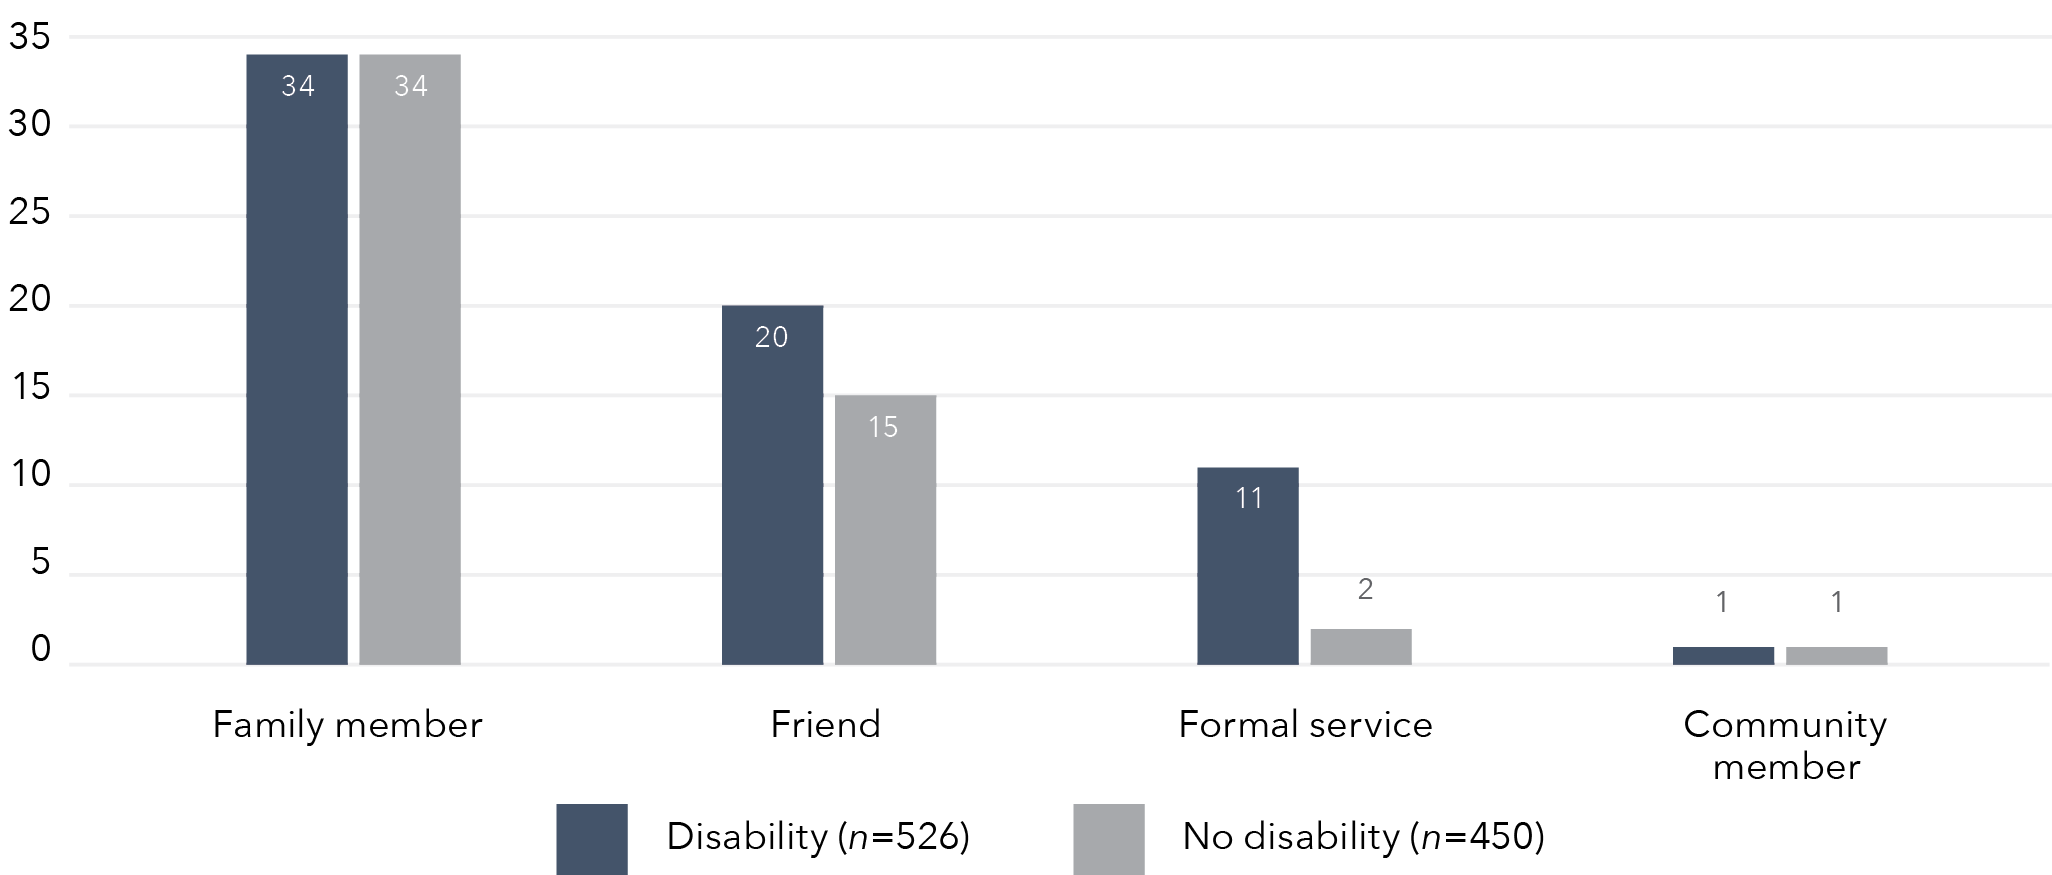 35
30
25
20
15
10
5
0
34
34
20
15
11
2
1
1
Family member
Friend
Formal service
Community
member
Disability (n=526)
No disability (n=450)